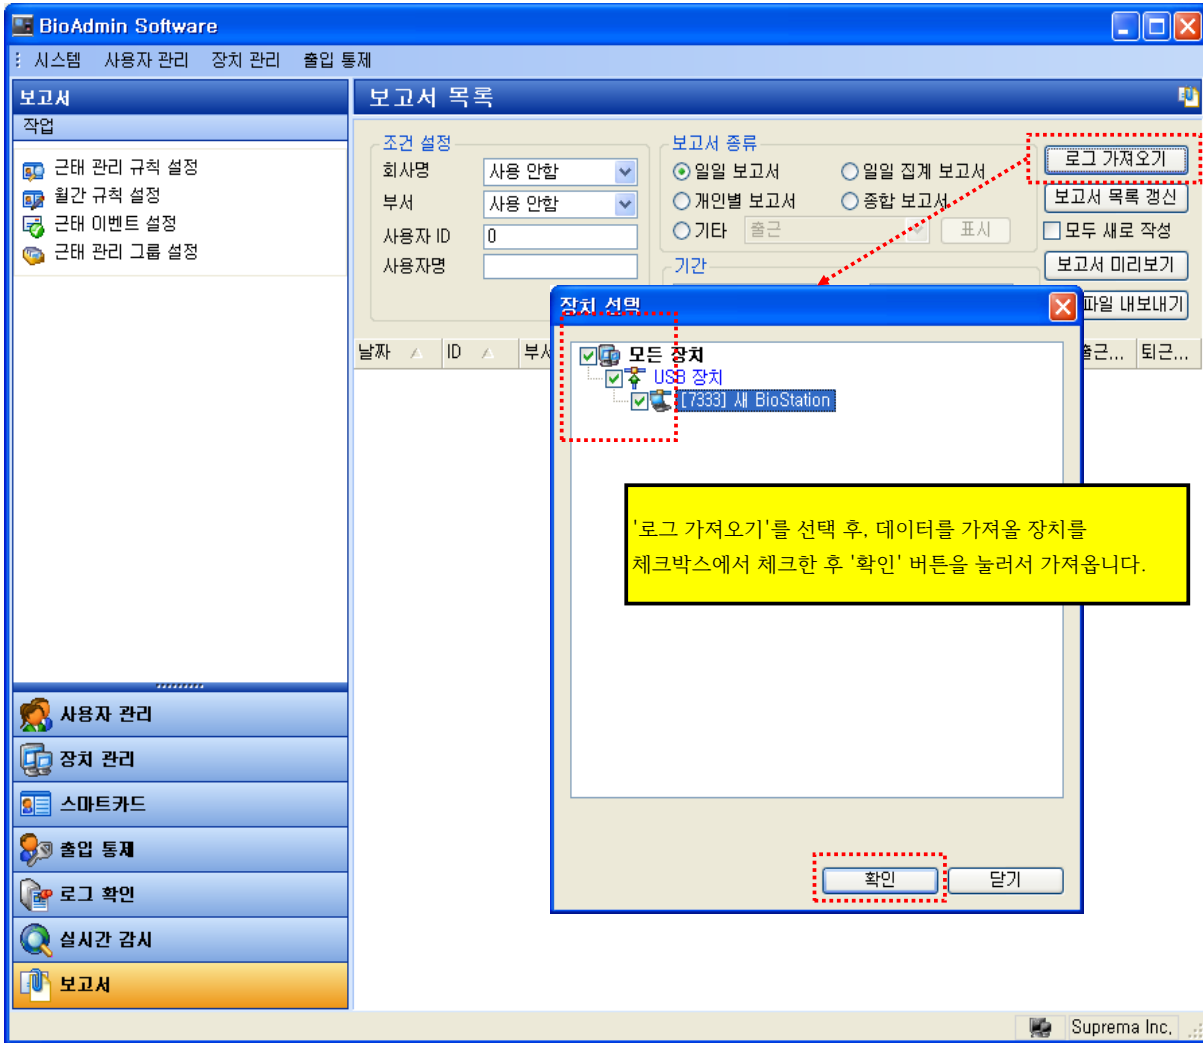 BioAdmin Software
시스템 사용자 관리 장치 관리 출입 통제
보고서
작업
근태 관리 규칙 설정
월간 규칙 설정
근태 이벤트 설정
근태 관리 그룹 설정
보고서 목록
조건 설정
회사명 사용 안함
부서 사용 안함
사용자 ID 0
사용자명
보고서 종류
일일 보고서 일일 집계 보고서
개인별 보고서 종합 보고서
기타 출근 표시
기간
로그 가져오기
보고서 목록 갱신
모두 새로 작성
보고서 미리보기
파일 내보내기
날짜 ID 출근... 퇴근...
장치 선택
모든 장치
USB 장치
[7333] 새 BioStation
'로그 가져오기'를 선택 후, 데이터를 가져올 장치를
체크박스에서 체크한 후 '확인' 버튼을 눌러서 가져옵니다.
확인 닫기
사용자 관리
장치 관리
스마트카드
출입 통제
로그 확인
실시간 감시
보고서
Suprema Inc.